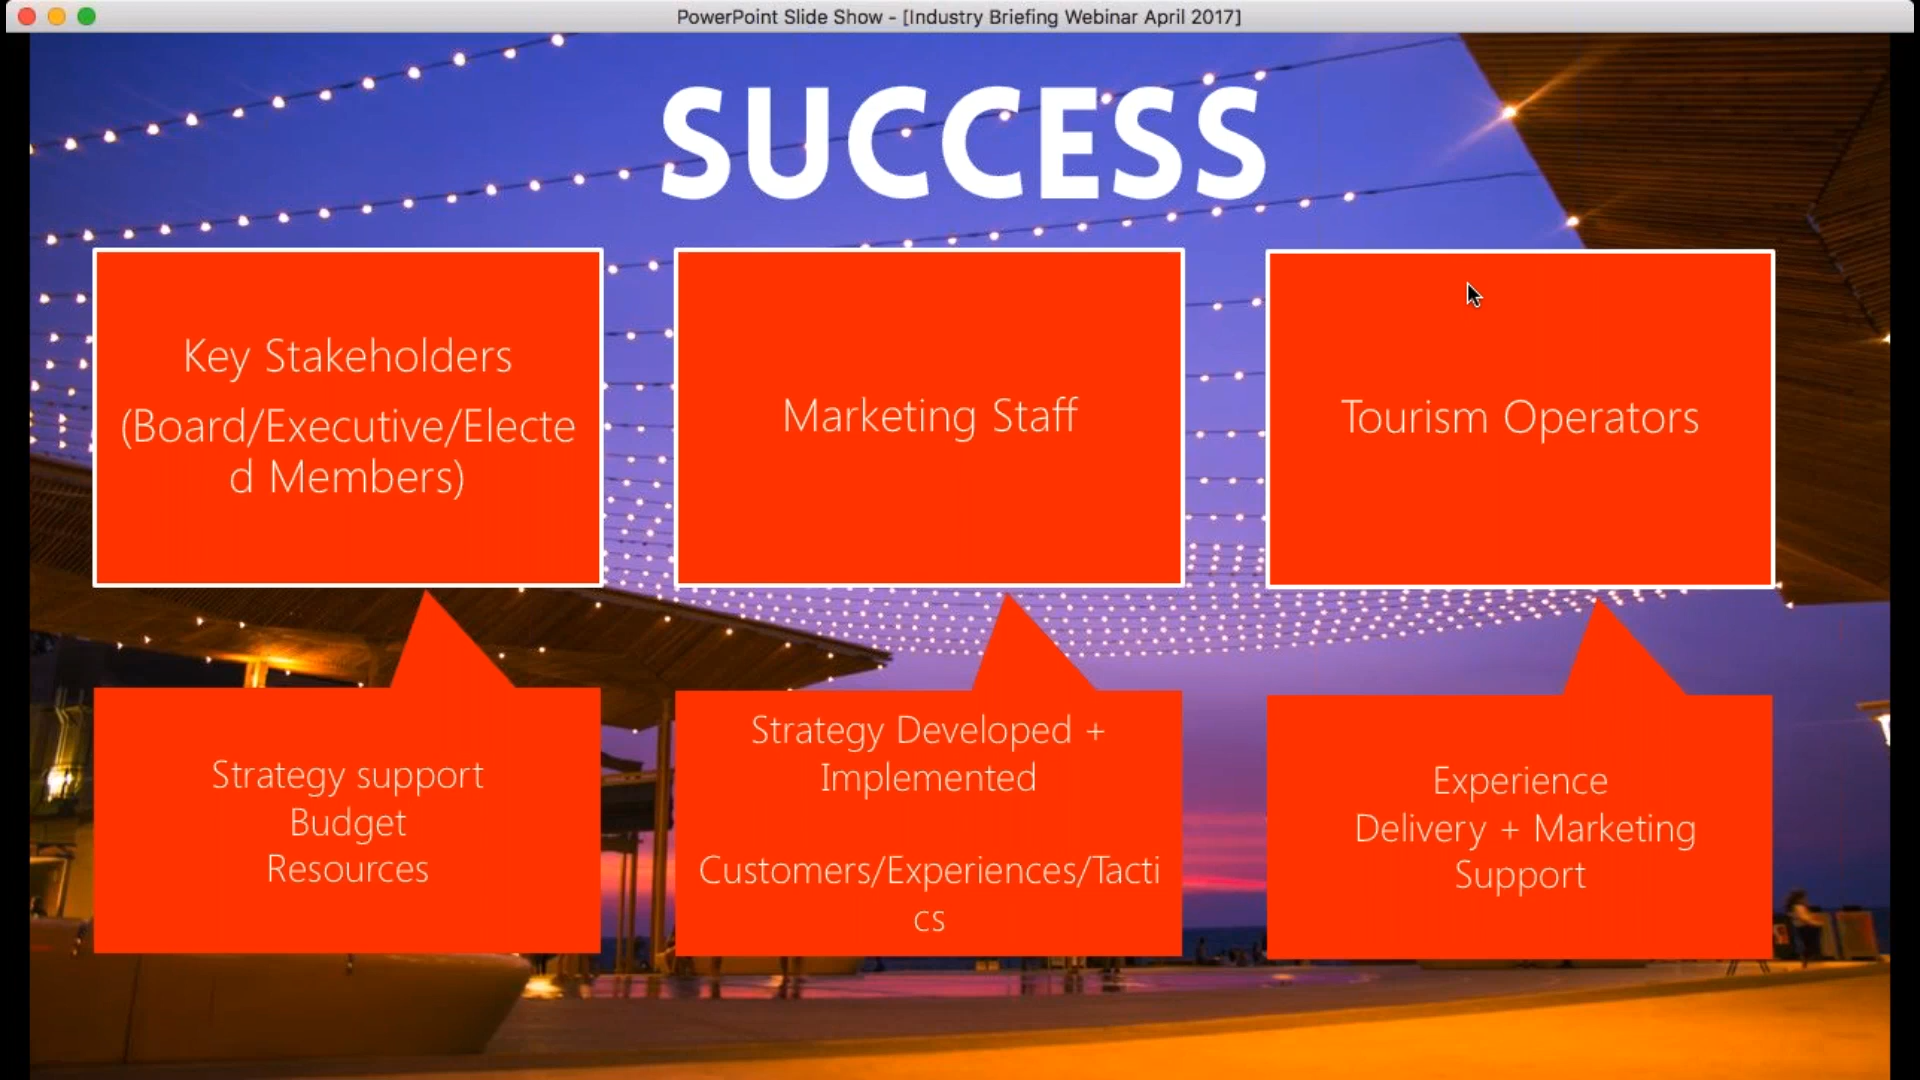 PowerPoint Slide Show - [Industry Briefing Webinar April 2017]
SUCCESS
Key Stakeholders
(Board/Executive/Electe
d Members)
Marketing Staff
Tourism Operators
Strategy support
Budget
Resources
Strategy Developed +
Implemented
Customers/Experiences/Tacti
cs
Experience
Delivery + Marketing
Support